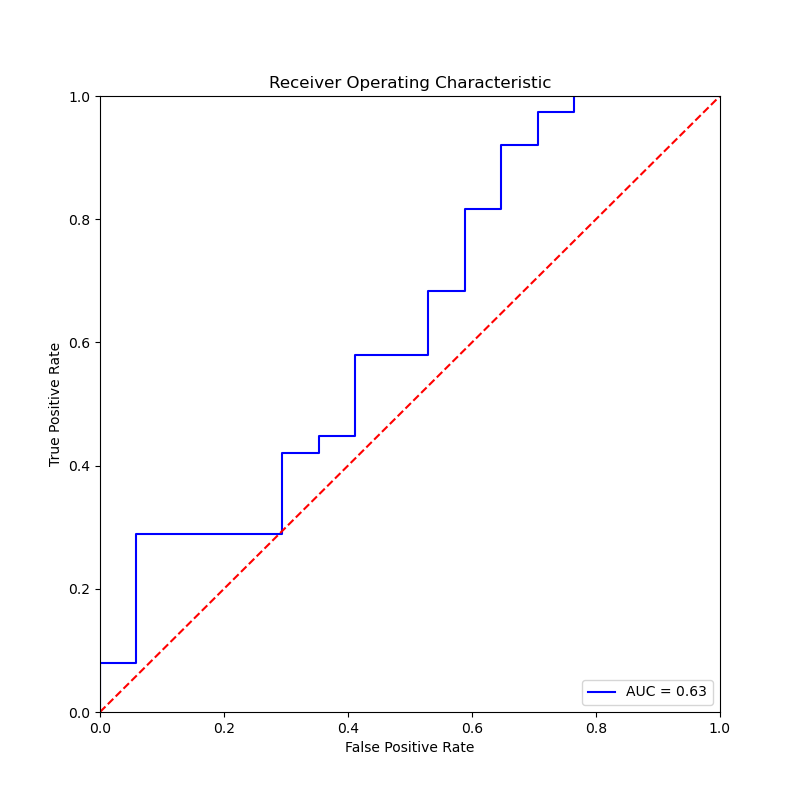 Receiver Operating Characteristic
True Positive Rate
1.0
0.8
0.6
0.4
0.2
0.0
AUC = 0.63
0.0 0.2 0.4 0.6 0.8 1.0
False Positive Rate